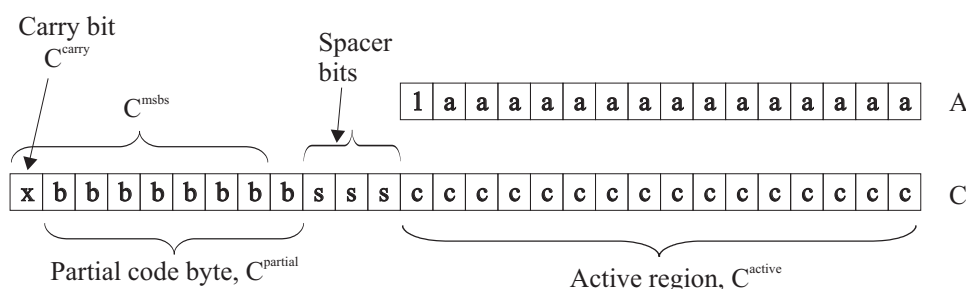 Carry bit
C^carry
Spacer
bits
C^msbs
1 a a a a a a a a a a a a a a a A
x b b b b b b b b s s s c c c c c c c c c c c c c c c c C
Partial code byte, C^partial
Active region, C^active